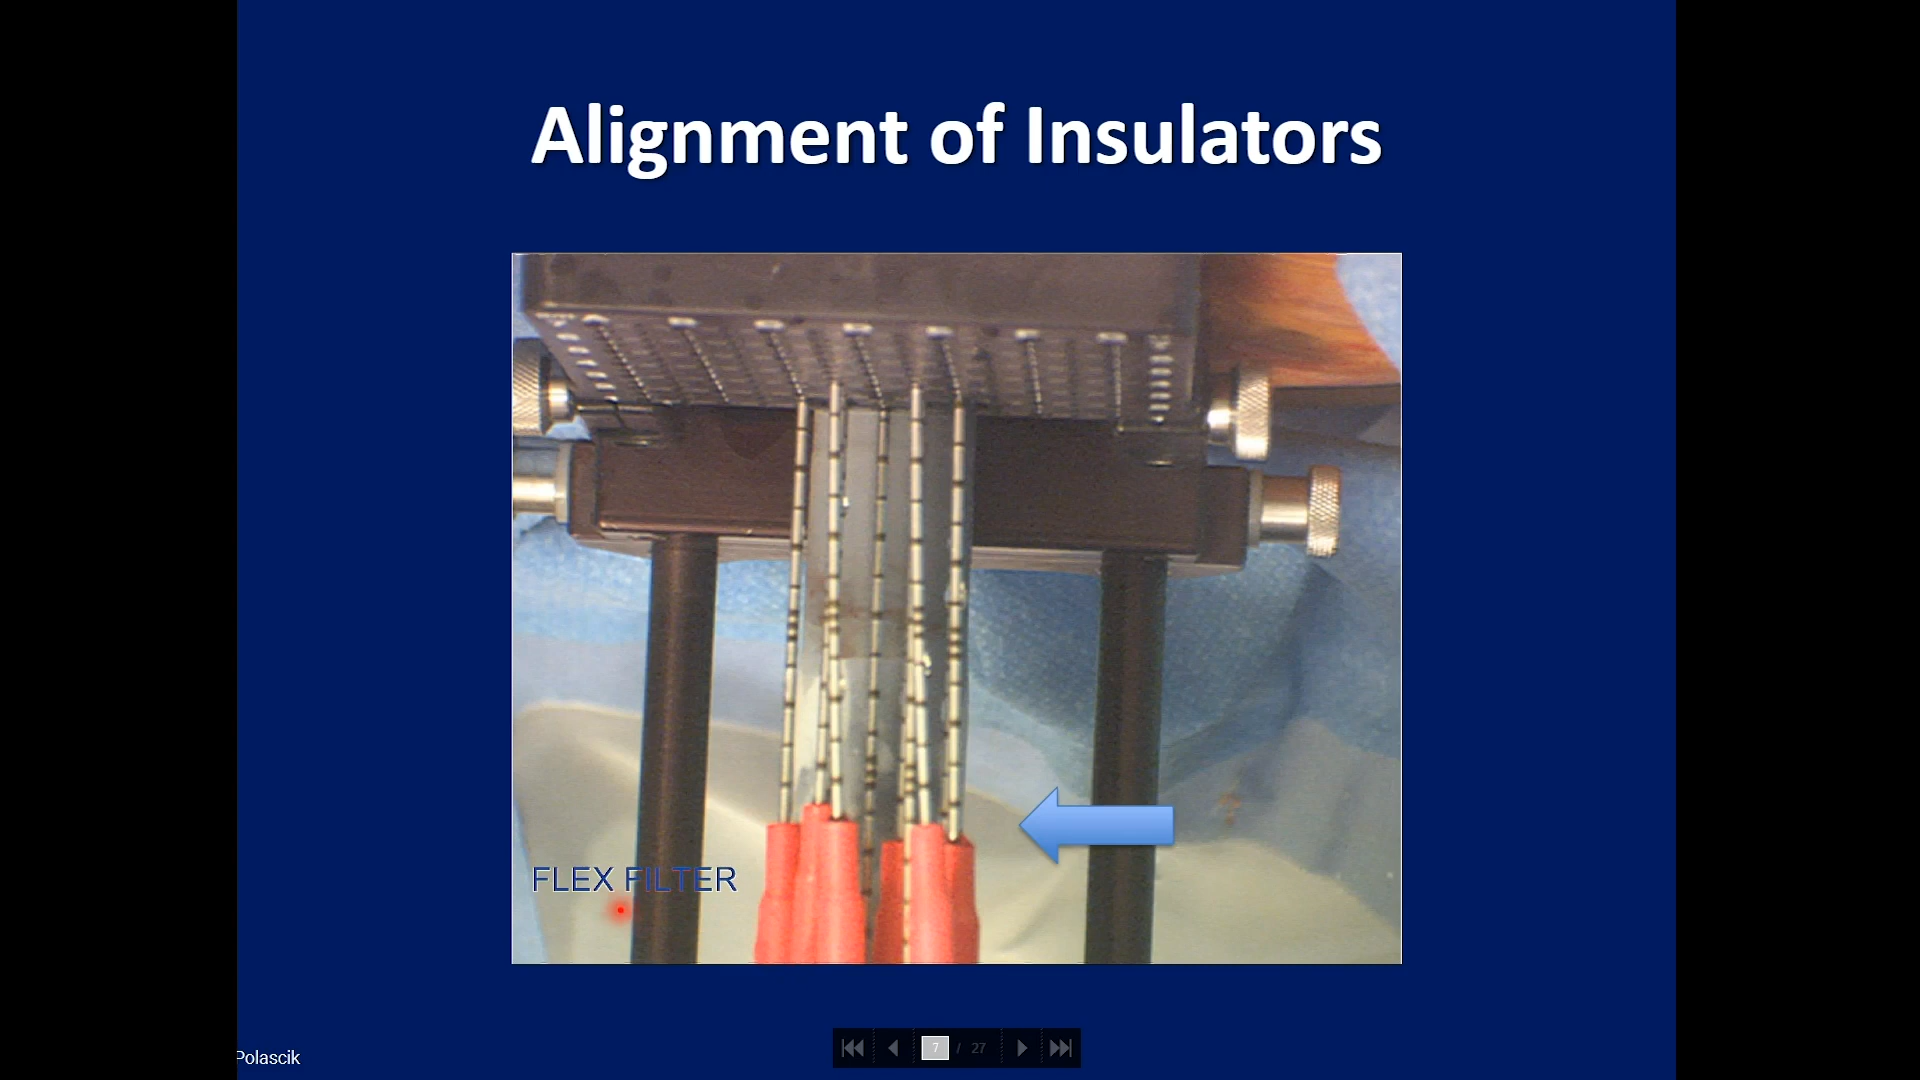 Alignment of Insulators
FLEX FILTER
Polascik
7 / 27